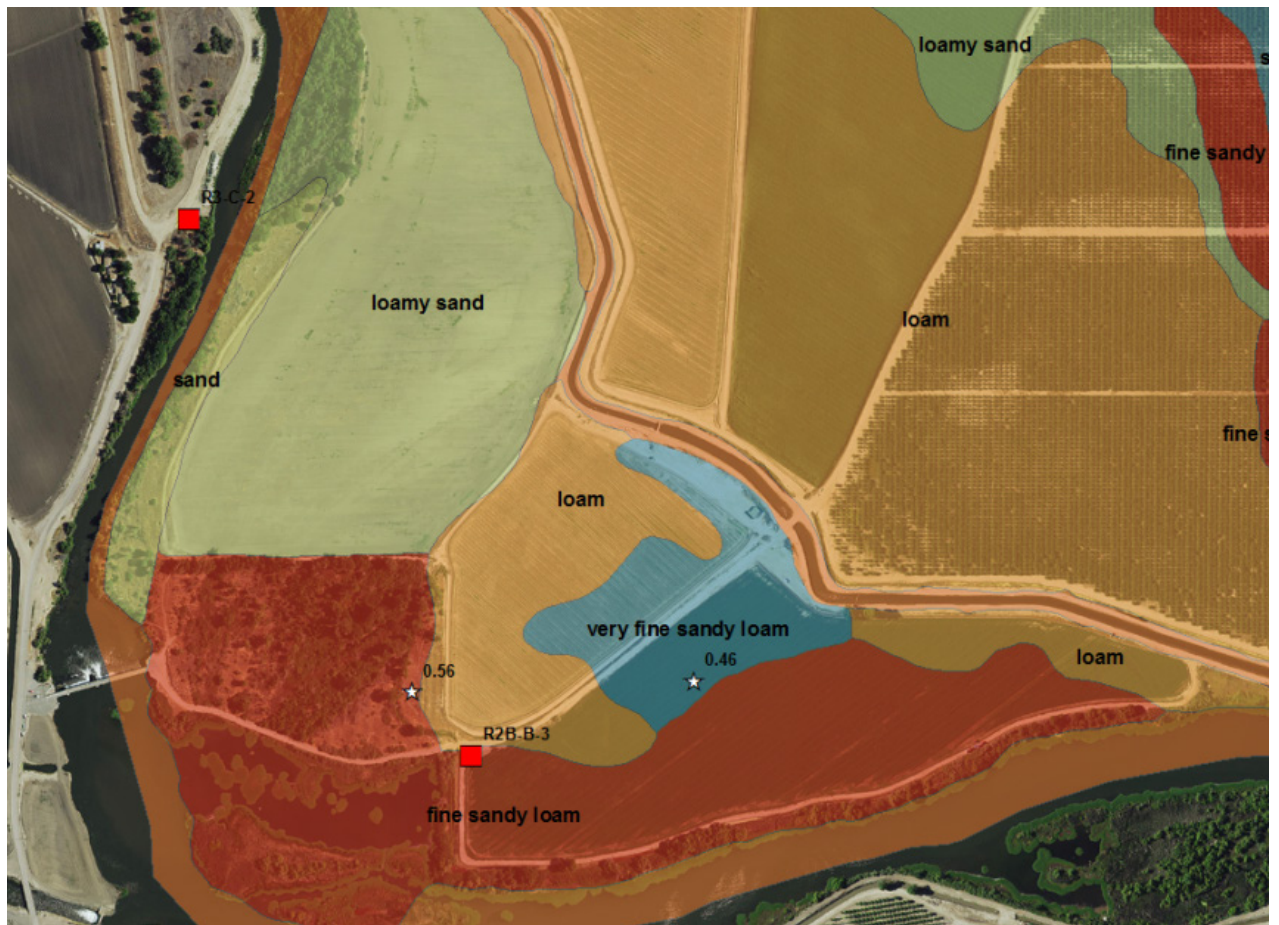 loamy sand
s
fine sandy
R3-C-2
loamy sand
loam
sand
fine s
loam
very fine sandy loam
0.56
0.46
loam
R2B-B-3
fine sandy loam